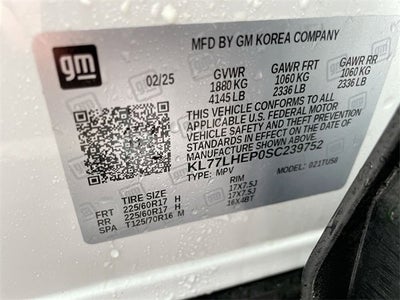 gm
MFD BY GM KOREA COMPANY
02/25 GVWR GAWR FRT GAWR RR
1880 KG 1060 KG 1060 KG
4145 LB 2336 LB 2336 LB
THIS VEHICLE CONFORMS TO ALL
APPLICABLE U.S. FEDERAL MOTOR
VEHICLE SAFETY AND THEFT
PREVENTION STANDARDS IN EFFECT
ON THE DATE OF MANUFACTURE
SHOWN ABOVE.
KL77LHEP0SC239752
TYPE: MPV MODEL: 021TU58
TIRE SIZE RIM
FRT 225/60R17 H 17X7.5J
RR 225/60R17 H 17X7.5J
SPA T125/70R16 M 16X4BT